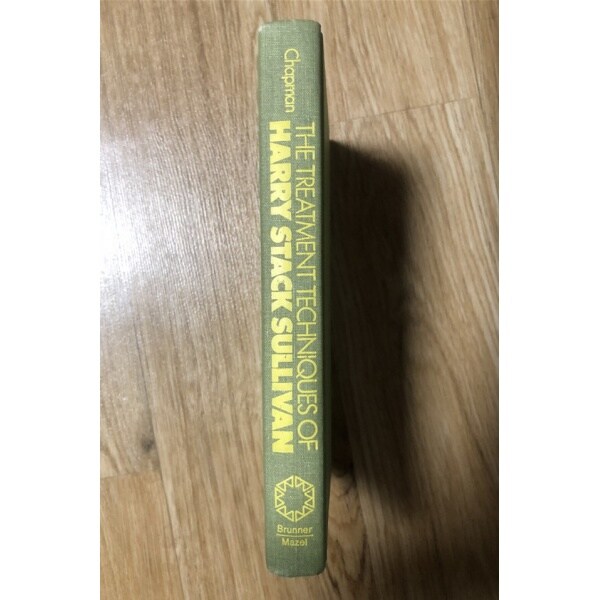 Chapman
THE TREATMENT TECHNIQUES OF
HARRY STACK SULLIVAN
Brunner
Mazel